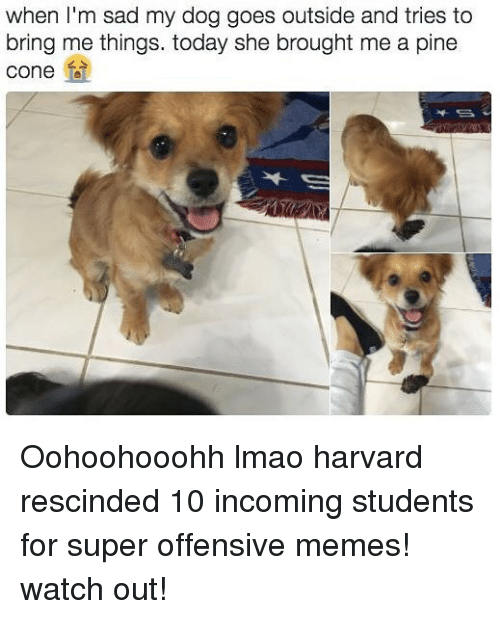 when I'm sad my dog goes outside and tries to
bring me things. today she brought me a pine
cone 😭
Oohoohooohh lmao harvard
rescinded 10 incoming students
for super offensive memes!
watch out!